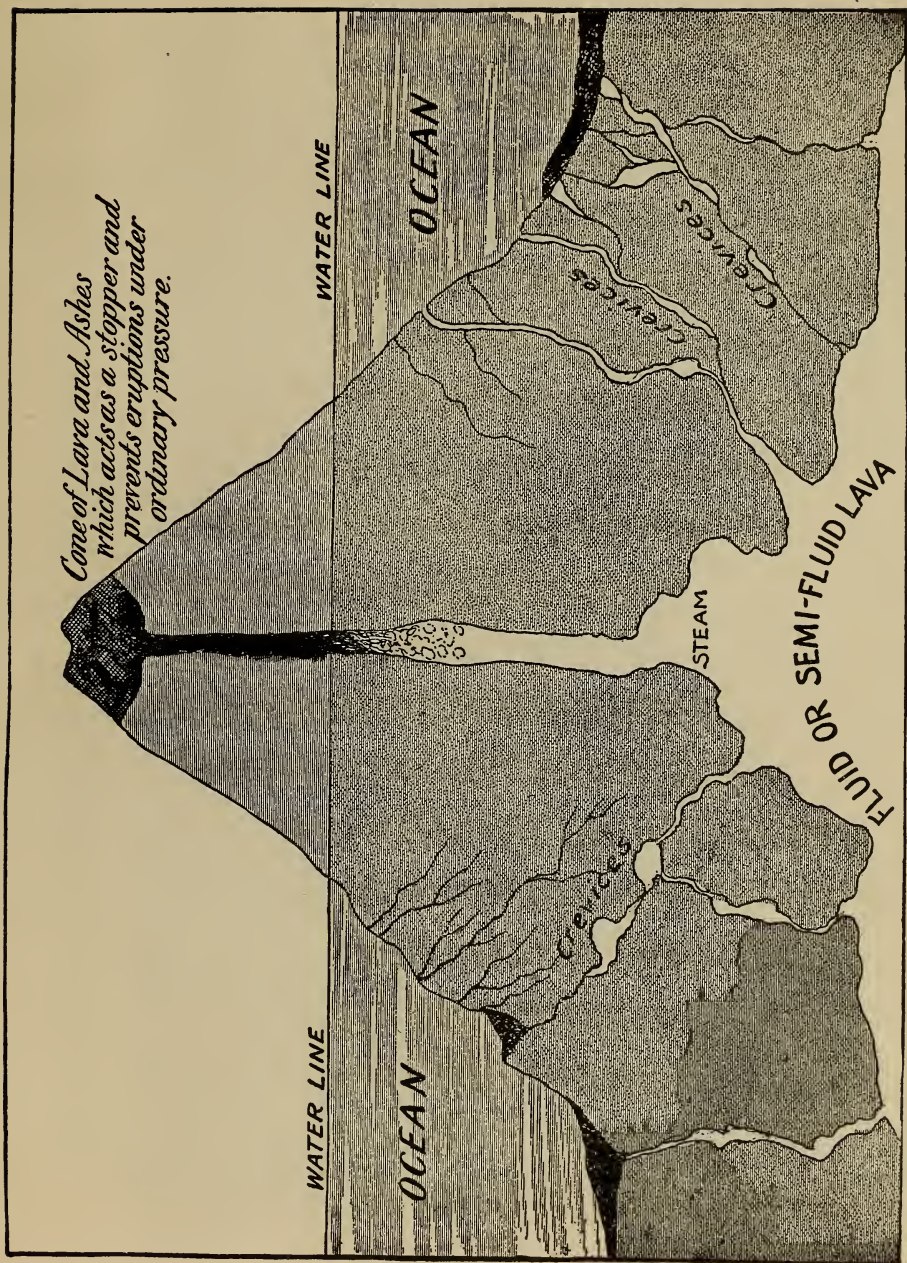 Cone of Lava and Ashes
which acts as a stopper and
prevents eruptions under
ordinary pressure.
WATER LINE
WATER LINE
OCEAN
OCEAN
Crevices
Crevices
Crevices
STEAM
FLUID OR SEMI-FLUID LAVA